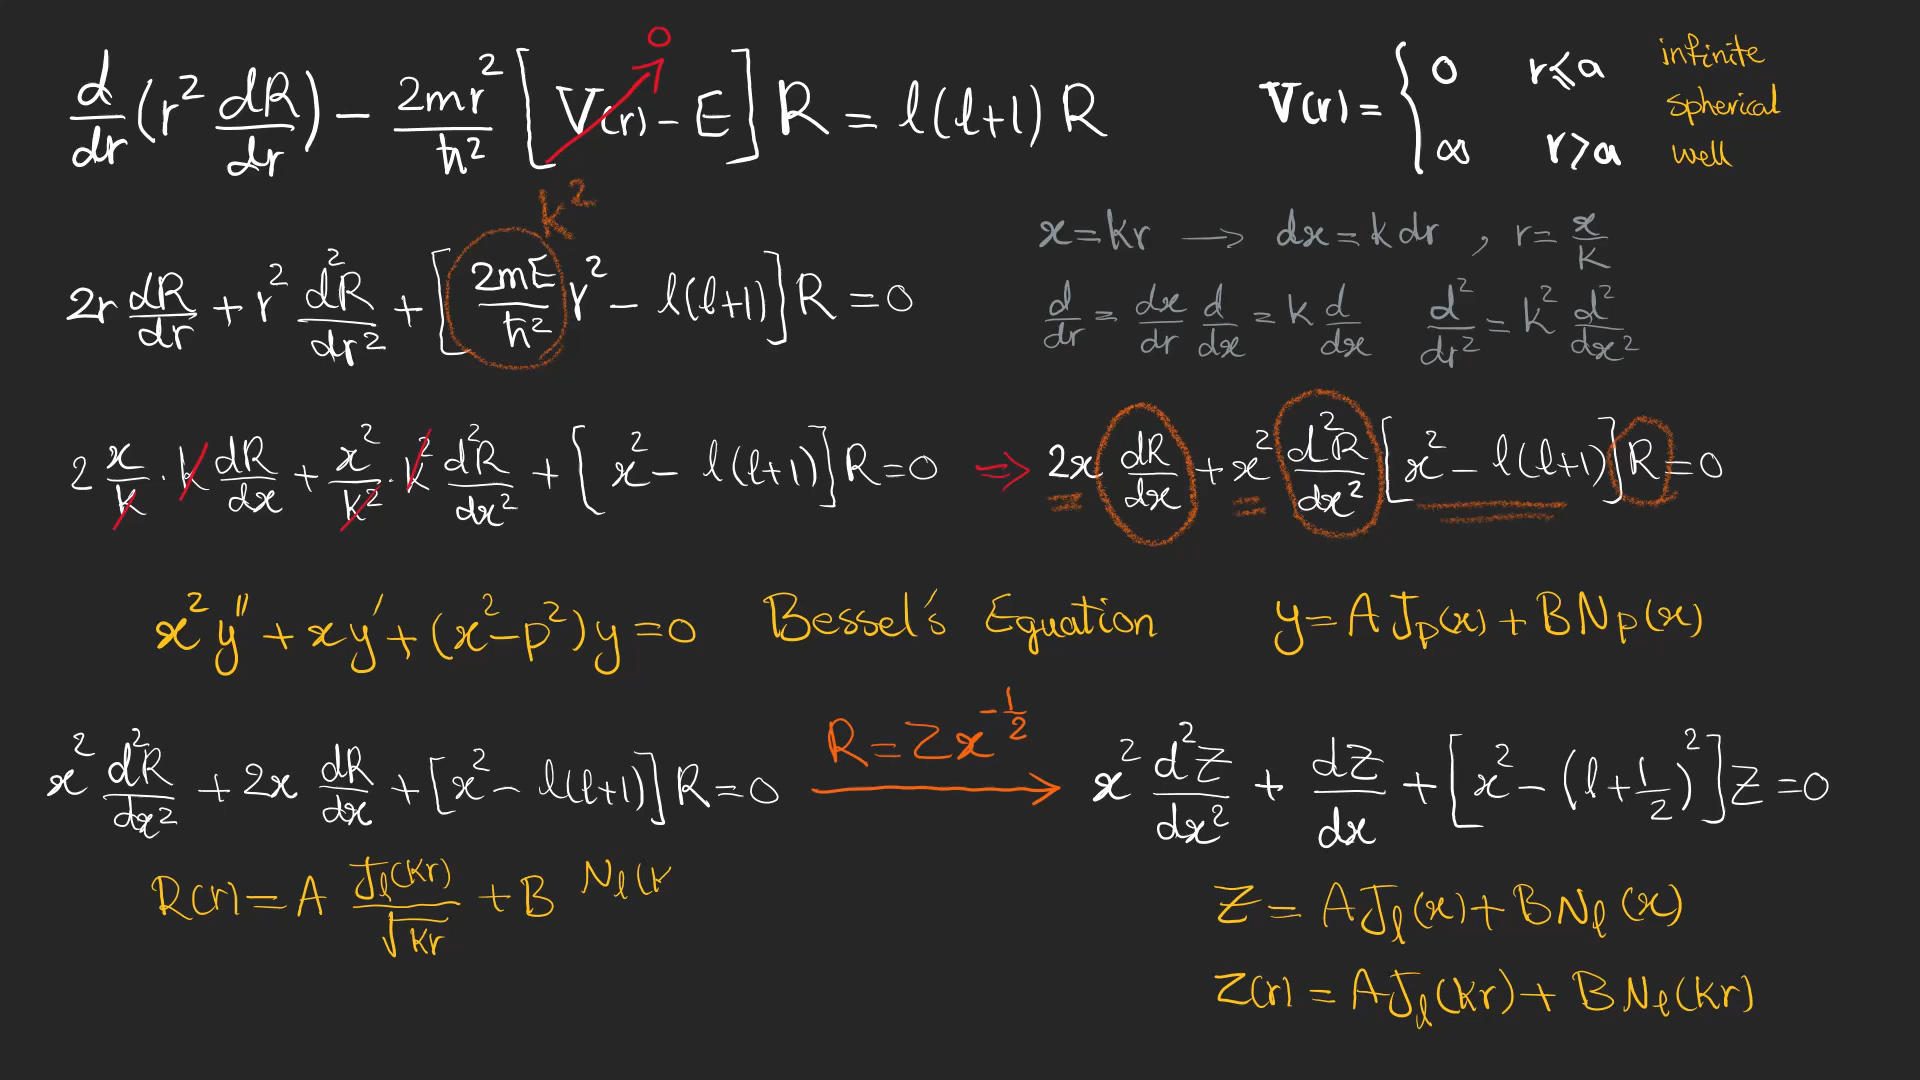 d/dr (r² dR/dr) − 2mr²/ħ² [V(r) − E] R = l(l+1) R
0
V(r) = { 0 r ≤ a
∞ r > a
infinite
spherical
well
k²
2r dR/dr + r² d²R/dr² + [2mE/ħ² r² − l(l+1)] R = 0
x = kr → dx = k dr , r = x/k
d/dr = dx/dr d/dx = k d/dx d²/dr² = k² d²/dx²
2 x/k · k dR/dx + x²/k² · k² d²R/dx² + [x² − l(l+1)] R = 0 ⇒ 2x dR/dx + x² d²R/dx² [x² − l(l+1)] R = 0
x²y″ + xy′ + (x² − p²)y = 0 Bessel's Equation y = A Jp(x) + B Np(x)
x² d²R/dx² + 2x dR/dx + [x² − l(l+1)] R = 0 R = Z x^(−1/2) → x² d²Z/dx² + dZ/dx + [x² − (l + 1/2)²] Z = 0
R(r) = A Jl(kr)/√kr + B Nl(k
Z = A Jl(x) + B Nl(x)
Z(r) = A Jl(kr) + B Nl(kr)